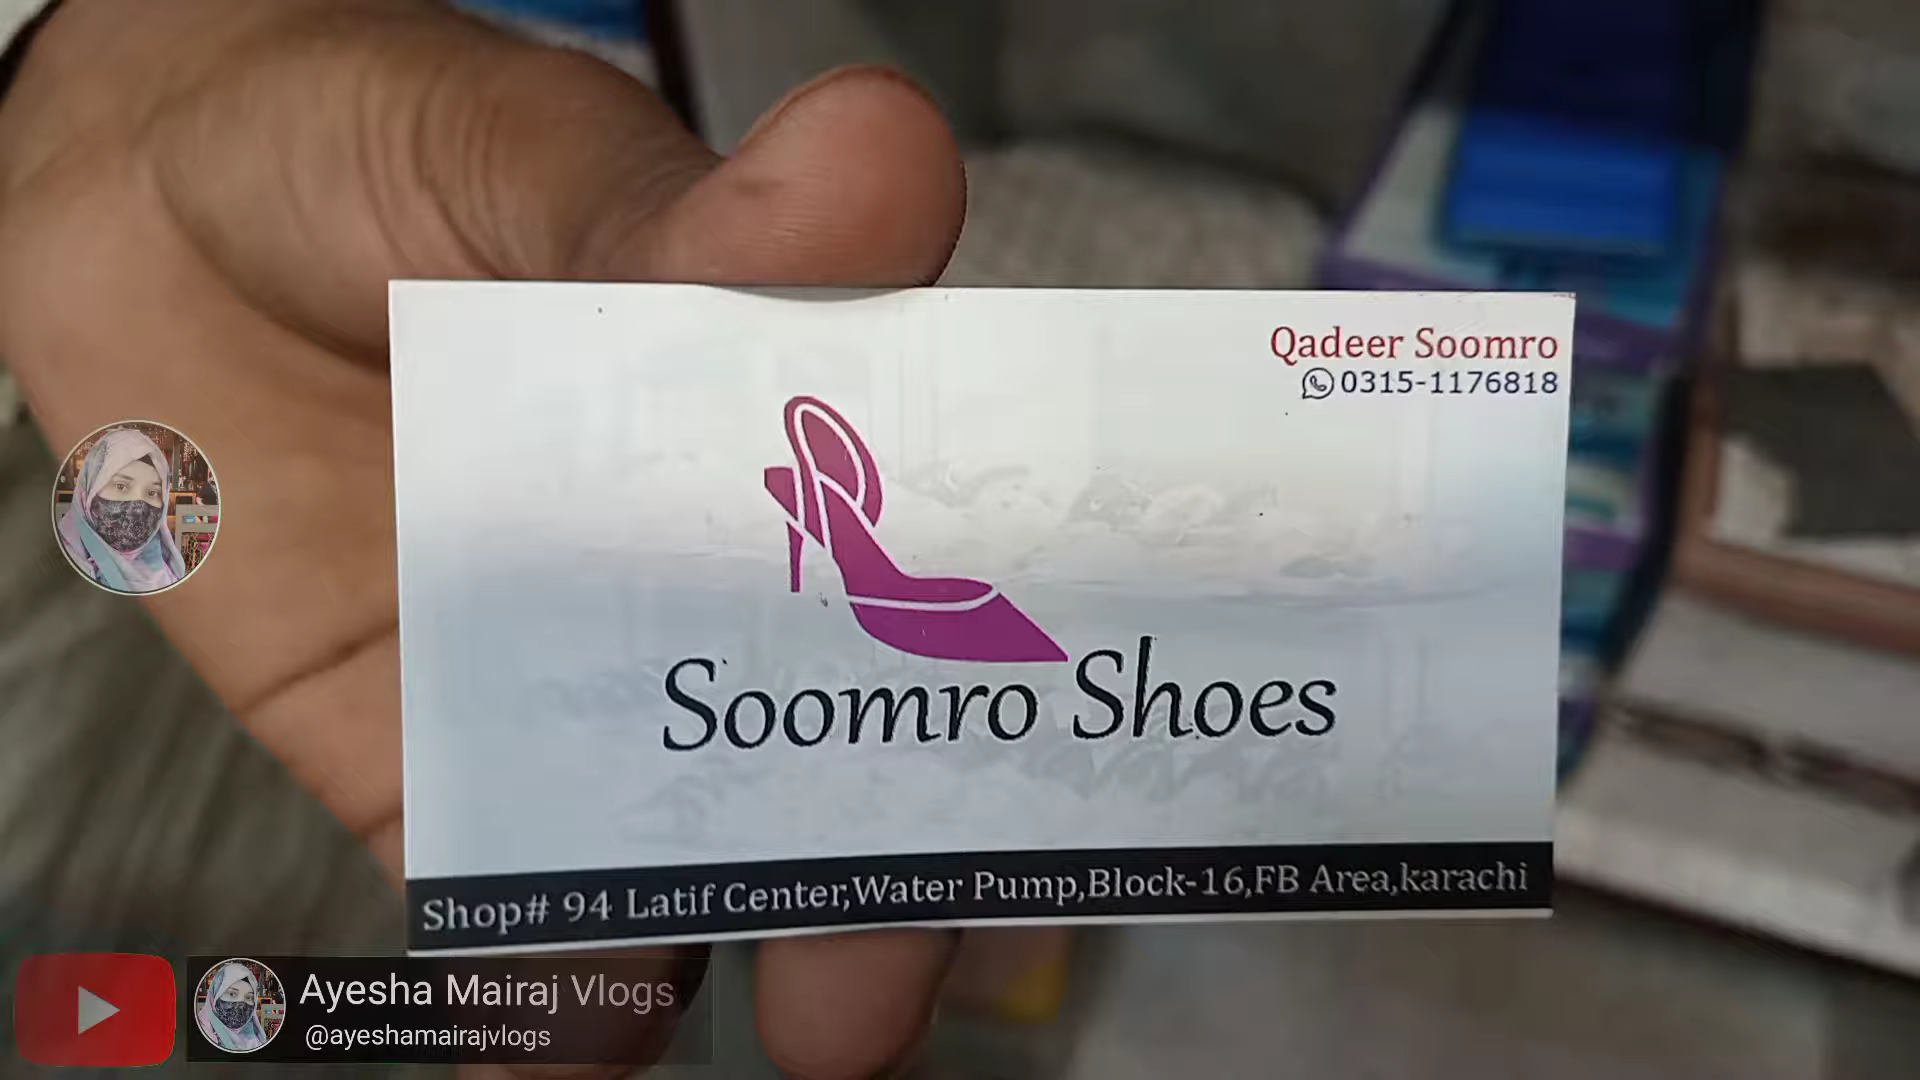 Qadeer Soomro
0315-1176818
Soomro Shoes
Shop# 94 Latif Center,Water Pump,Block-16,FB Area,karachi
Ayesha Mairaj Vlogs
@ayeshamairajvlogs